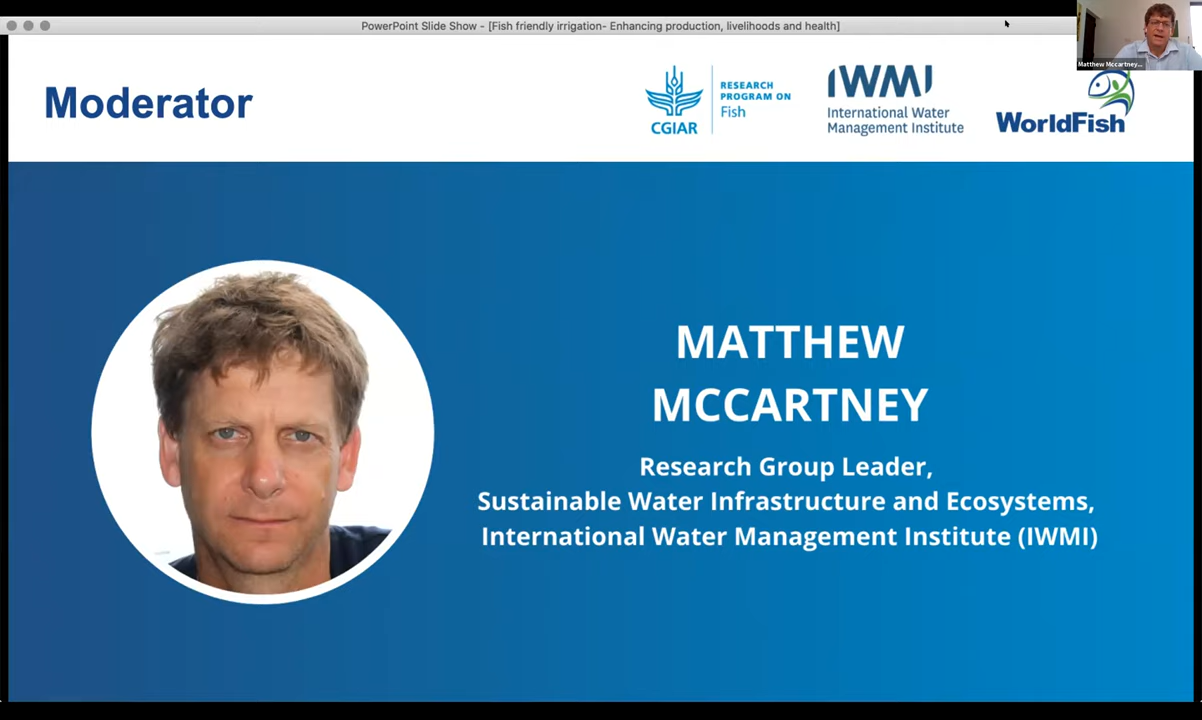 PowerPoint Slide Show - [Fish friendly irrigation- Enhancing production, livelihoods and health]
Matthew Mccartney...
Moderator
CGIAR
RESEARCH
PROGRAM ON
Fish
IWMI
International Water
Management Institute
WorldFish
MATTHEW
MCCARTNEY
Research Group Leader,
Sustainable Water Infrastructure and Ecosystems,
International Water Management Institute (IWMI)